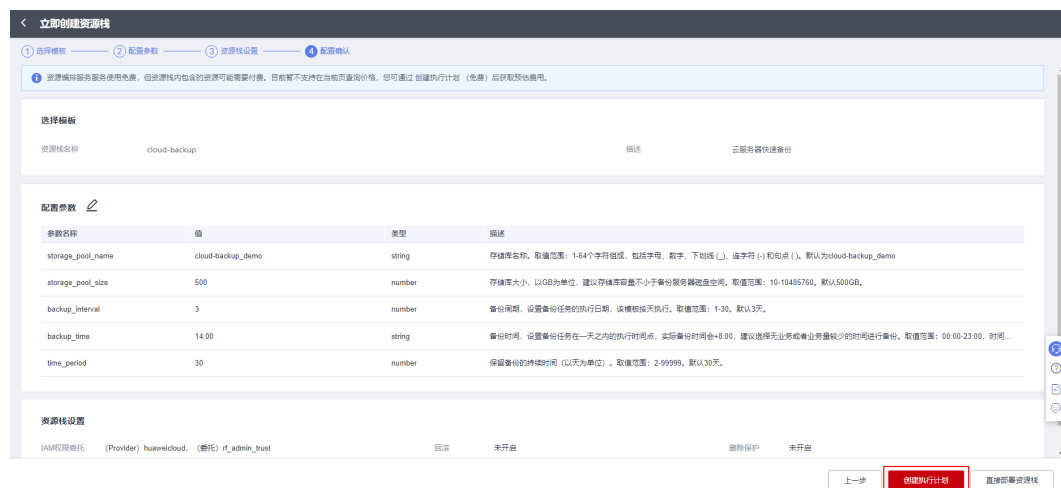 立即创建资源栈
1 选择模板 2 配置参数 3 资源栈设置 4 配置确认
资源编排服务服务使用免费，但资源栈内包含的资源可能需要付费。目前暂不支持在当前页查询价格，您可通过 创建执行计划 （免费）后获取预估费用。
选择模板
资源栈名称 cloud-backup 描述 云服务器快速备份
配置参数
参数名称 值 类型 描述
storage_pool_name cloud-backup_demo string 存储库名称。取值范围：1-64个字符组成，包括字母、数字、下划线 (_)、连字符 (-) 和句点 (.)。默认为cloud-backup_demo
storage_pool_size 500 number 存储库大小，以GB为单位，建议存储库容量不小于备份服务器磁盘空间。取值范围：10-10485760。默认500GB。
backup_interval 3 number 备份周期，设置备份任务的执行日期，该模板按天执行。取值范围：1-30。默认3天。
backup_time 14:00 string 备份时间，设置备份任务在一天之内的执行时间点，实际备份时间会+8:00，建议选择无业务或者业务量较少的时间进行备份。取值范围：00:00-23:00，时间...
time_period 30 number 保留备份的持续时间（以天为单位）。取值范围：2-99999。默认30天。
资源栈设置
IAM权限委托 (Provider) huaweicloud， (委托) rf_admin_trust 回滚 未开启 删除保护 未开启
上一步 创建执行计划 直接部署资源栈